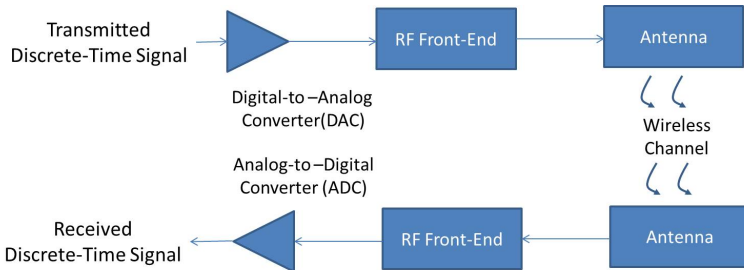 Transmitted
Discrete-Time Signal
RF Front-End
Antenna
Digital-to –Analog
Converter(DAC)
Wireless
Channel
Analog-to –Digital
Converter (ADC)
Received
Discrete-Time Signal
RF Front-End
Antenna